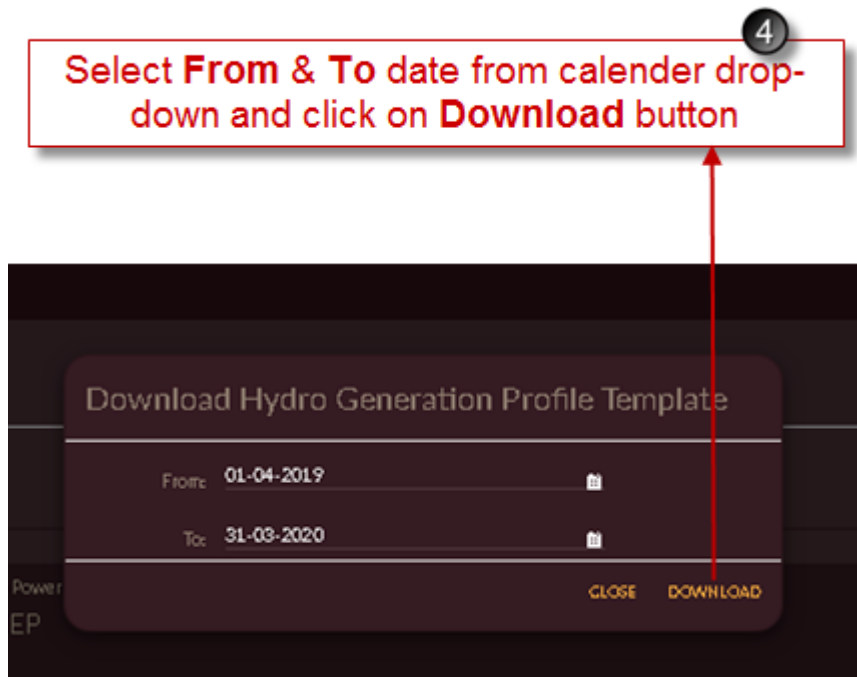 4
Select From & To date from calender drop-
down and click on Download button
Download Hydro Generation Profile Template
From: 01-04-2019
To: 31-03-2020
Power
EP
CLOSE DOWNLOAD